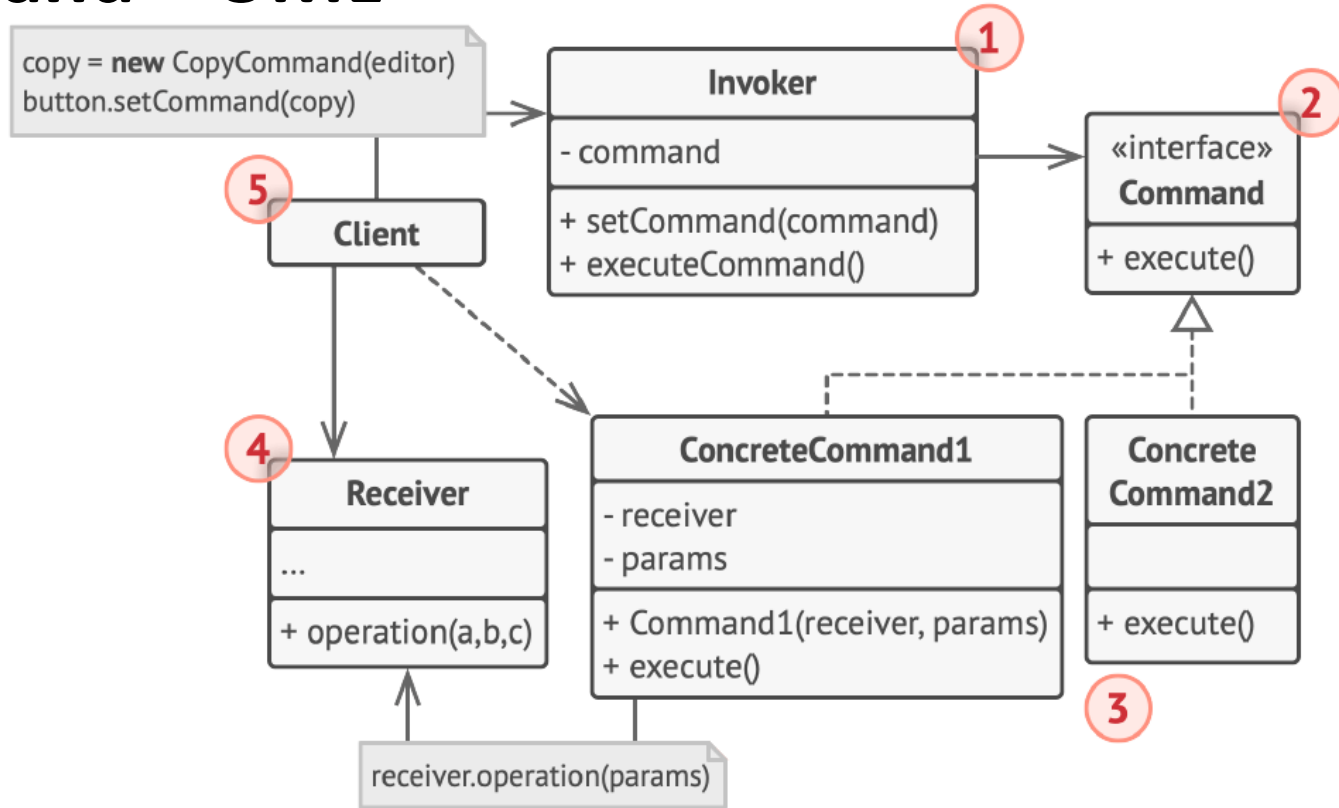 copy = new CopyCommand(editor)
button.setCommand(copy)
1
Invoker
- command
+ setCommand(command)
+ executeCommand()
2
«interface»
Command
+ execute()
5
Client
4
Receiver
...
+ operation(a,b,c)
ConcreteCommand1
- receiver
- params
+ Command1(receiver, params)
+ execute()
Concrete
Command2
+ execute()
3
receiver.operation(params)